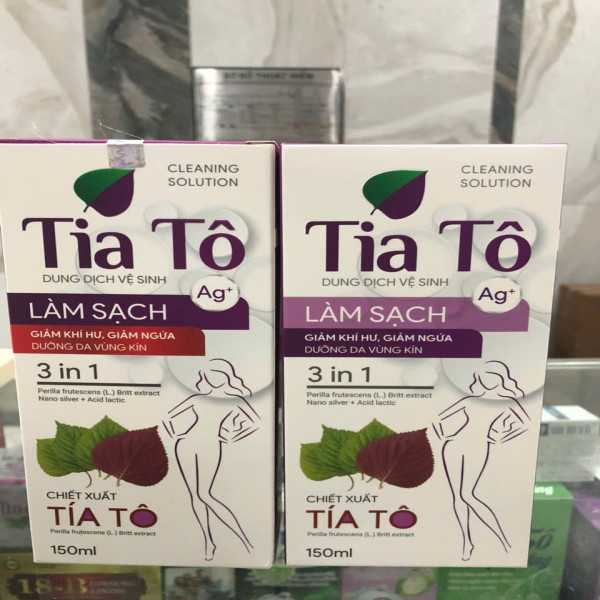 CLEANING
SOLUTION
Tia Tô
DUNG DỊCH VỆ SINH
Ag+
LÀM SẠCH
GIẢM KHÍ HƯ, GIẢM NGỨA
DƯỠNG DA VÙNG KÍN
3 in 1
Perilla frutescens (L.) Britt extract
Nano silver + Acid lactic
CHIẾT XUẤT
TÍA TÔ
Perilla frutescens (L.) Britt extract
150ml
CLEANING
SOLUTION
Tia Tô
DUNG DỊCH VỆ SINH
Ag+
LÀM SẠCH
GIẢM KHÍ HƯ, GIẢM NGỨA
DƯỠNG DA VÙNG KÍN
3 in 1
Perilla frutescens (L.) Britt extract
Nano silver + Acid lactic
CHIẾT XUẤT
TÍA TÔ
Perilla frutescens (L.) Britt extract
150ml
18-B